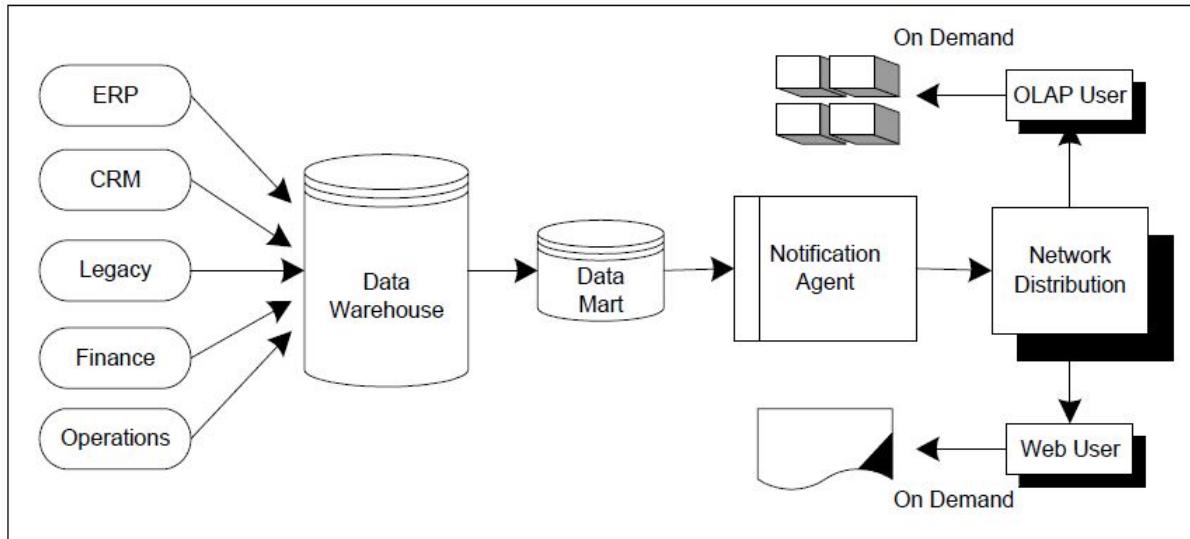 ERP
CRM
Legacy
Finance
Operations
Data
Warehouse
Data
Mart
Notification
Agent
Network
Distribution
On Demand
OLAP User
Web User
On Demand